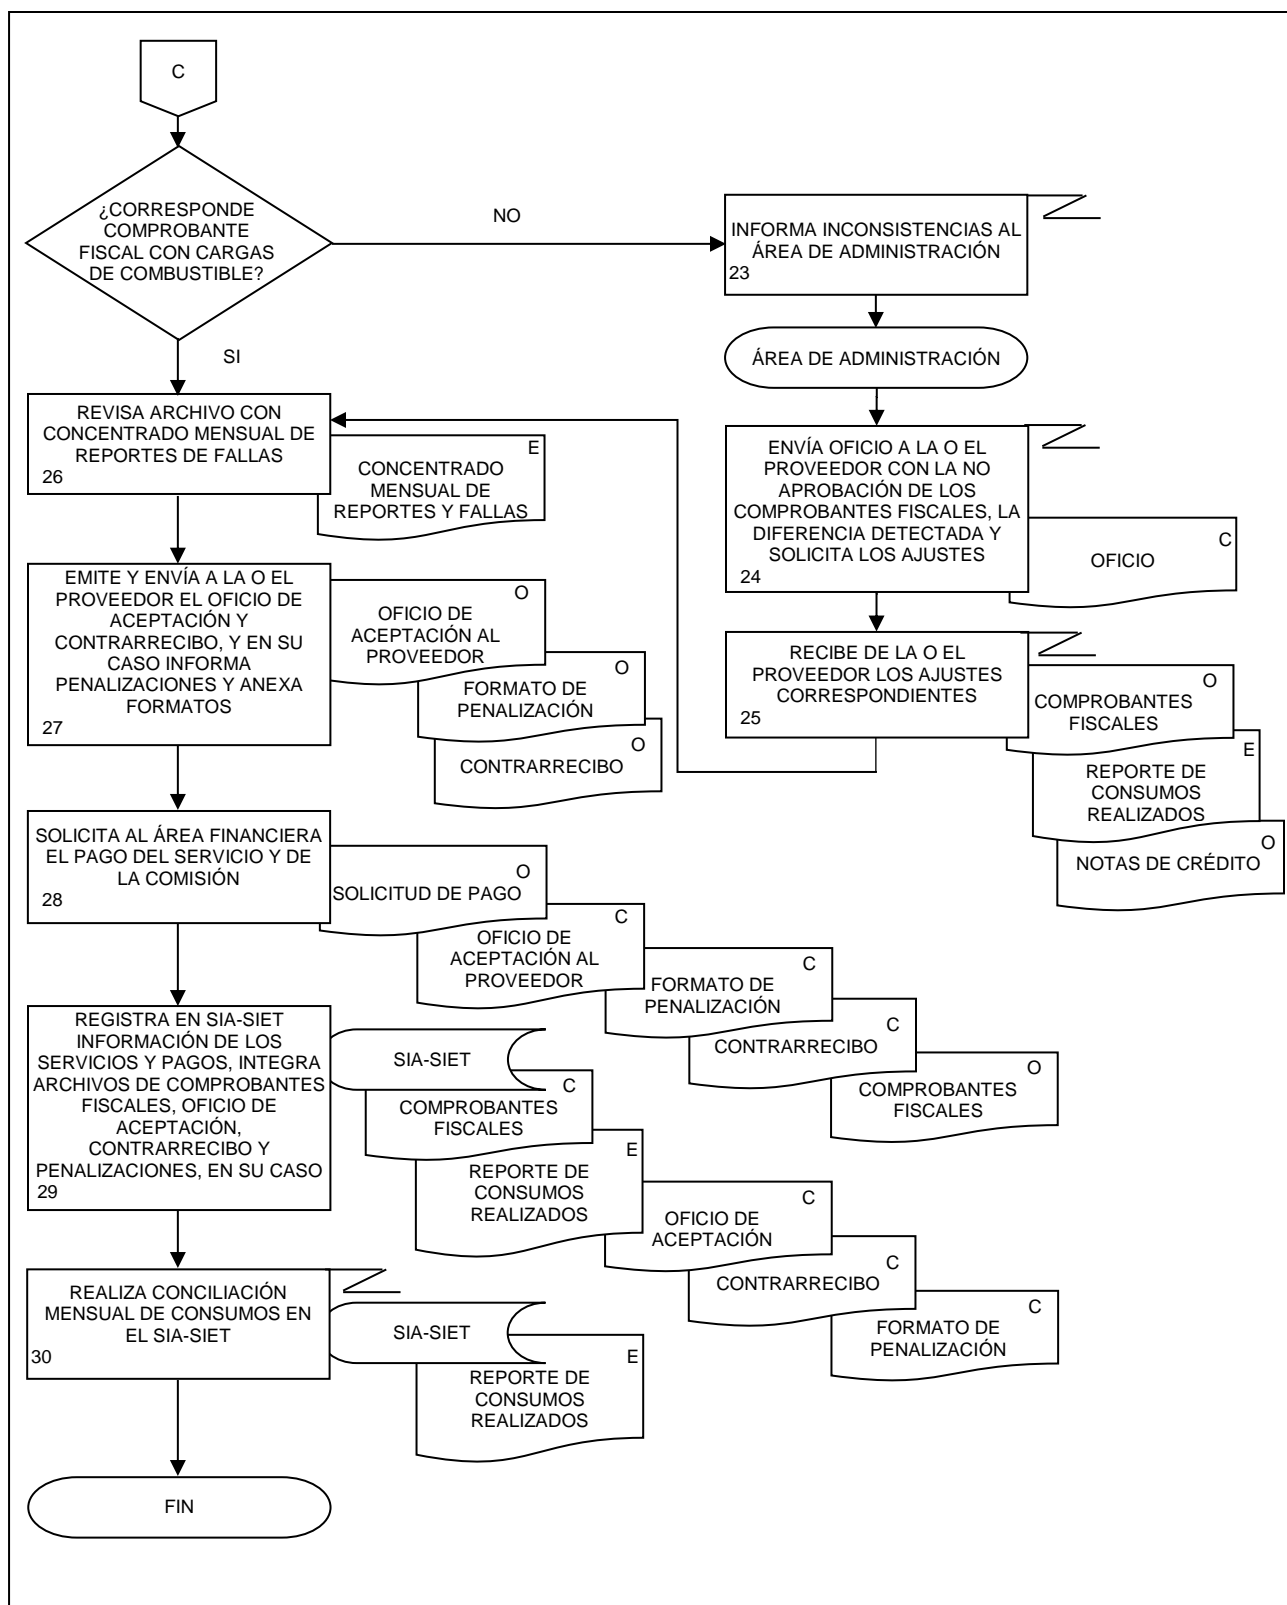 C
¿CORRESPONDE
COMPROBANTE
FISCAL CON CARGAS
DE COMBUSTIBLE?
NO
SI
INFORMA INCONSISTENCIAS AL
ÁREA DE ADMINISTRACIÓN
23
ÁREA DE ADMINISTRACIÓN
ENVÍA OFICIO A LA O EL
PROVEEDOR CON LA NO
APROBACIÓN DE LOS
COMPROBANTES FISCALES, LA
DIFERENCIA DETECTADA Y
SOLICITA LOS AJUSTES
24
C
OFICIO
RECIBE DE LA O EL
PROVEEDOR LOS AJUSTES
CORRESPONDIENTES
25
O
COMPROBANTES
FISCALES
E
REPORTE DE
CONSUMOS
REALIZADOS
O
NOTAS DE CRÉDITO
REVISA ARCHIVO CON
CONCENTRADO MENSUAL DE
REPORTES DE FALLAS
26
E
CONCENTRADO
MENSUAL DE
REPORTES Y FALLAS
EMITE Y ENVÍA A LA O EL
PROVEEDOR EL OFICIO DE
ACEPTACIÓN Y
CONTRARRECIBO, Y EN SU
CASO INFORMA
PENALIZACIONES Y ANEXA
FORMATOS
27
O
OFICIO DE
ACEPTACIÓN AL
PROVEEDOR
O
FORMATO DE
PENALIZACIÓN
O
CONTRARRECIBO
SOLICITA AL ÁREA FINANCIERA
EL PAGO DEL SERVICIO Y DE
LA COMISIÓN
28
O
SOLICITUD DE PAGO
C
OFICIO DE
ACEPTACIÓN AL
PROVEEDOR
C
FORMATO DE
PENALIZACIÓN
C
CONTRARRECIBO
O
COMPROBANTES
FISCALES
REGISTRA EN SIA-SIET
INFORMACIÓN DE LOS
SERVICIOS Y PAGOS, INTEGRA
ARCHIVOS DE COMPROBANTES
FISCALES, OFICIO DE
ACEPTACIÓN,
CONTRARRECIBO Y
PENALIZACIONES, EN SU CASO
29
SIA-SIET
C
COMPROBANTES
FISCALES
E
REPORTE DE
CONSUMOS
REALIZADOS
C
OFICIO DE
ACEPTACIÓN
C
CONTRARRECIBO
C
FORMATO DE
PENALIZACIÓN
REALIZA CONCILIACIÓN
MENSUAL DE CONSUMOS EN
EL SIA-SIET
30
SIA-SIET
E
REPORTE DE
CONSUMOS
REALIZADOS
FIN